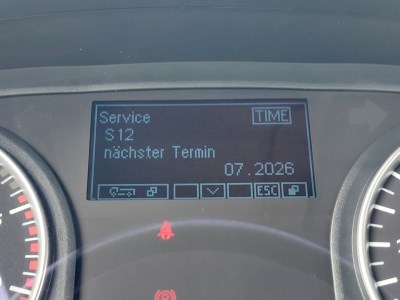 Service TIME
S12
nächster Termin
07.2026
ESC